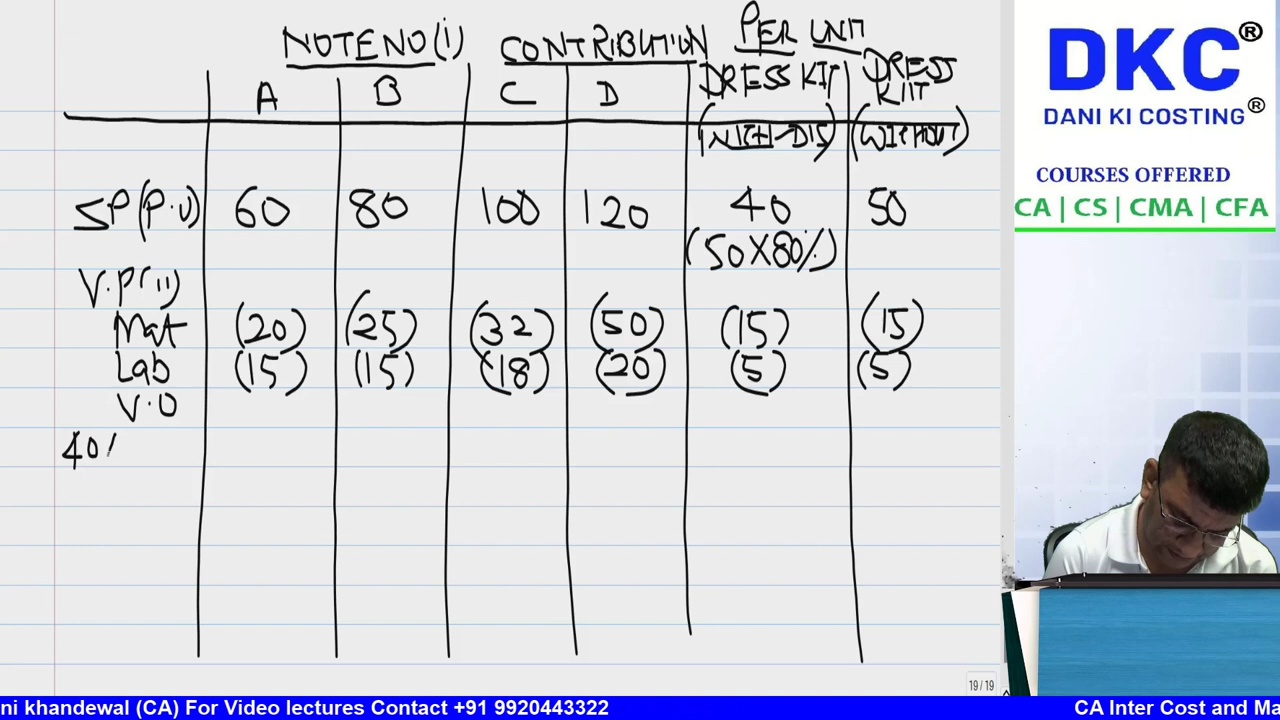 NOTE NO (i) CONTRIBUTION PER UNIT
A B C D DRESS KIT (WITH-DIS) DRESS KIT (WITHOUT)
SP (P.U) 60 80 100 120 40 50
(50X80%)
V.P(")
Mat (20) (25) (32) (50) (15) (15)
Lab (15) (15) (18) (20) (5) (5)
V.O
40%
19/19
DKC®
DANI KI COSTING®
COURSES OFFERED
CA | CS | CMA | CFA
ni khandewal (CA) For Video lectures Contact +91 9920443322
CA Inter Cost and Ma